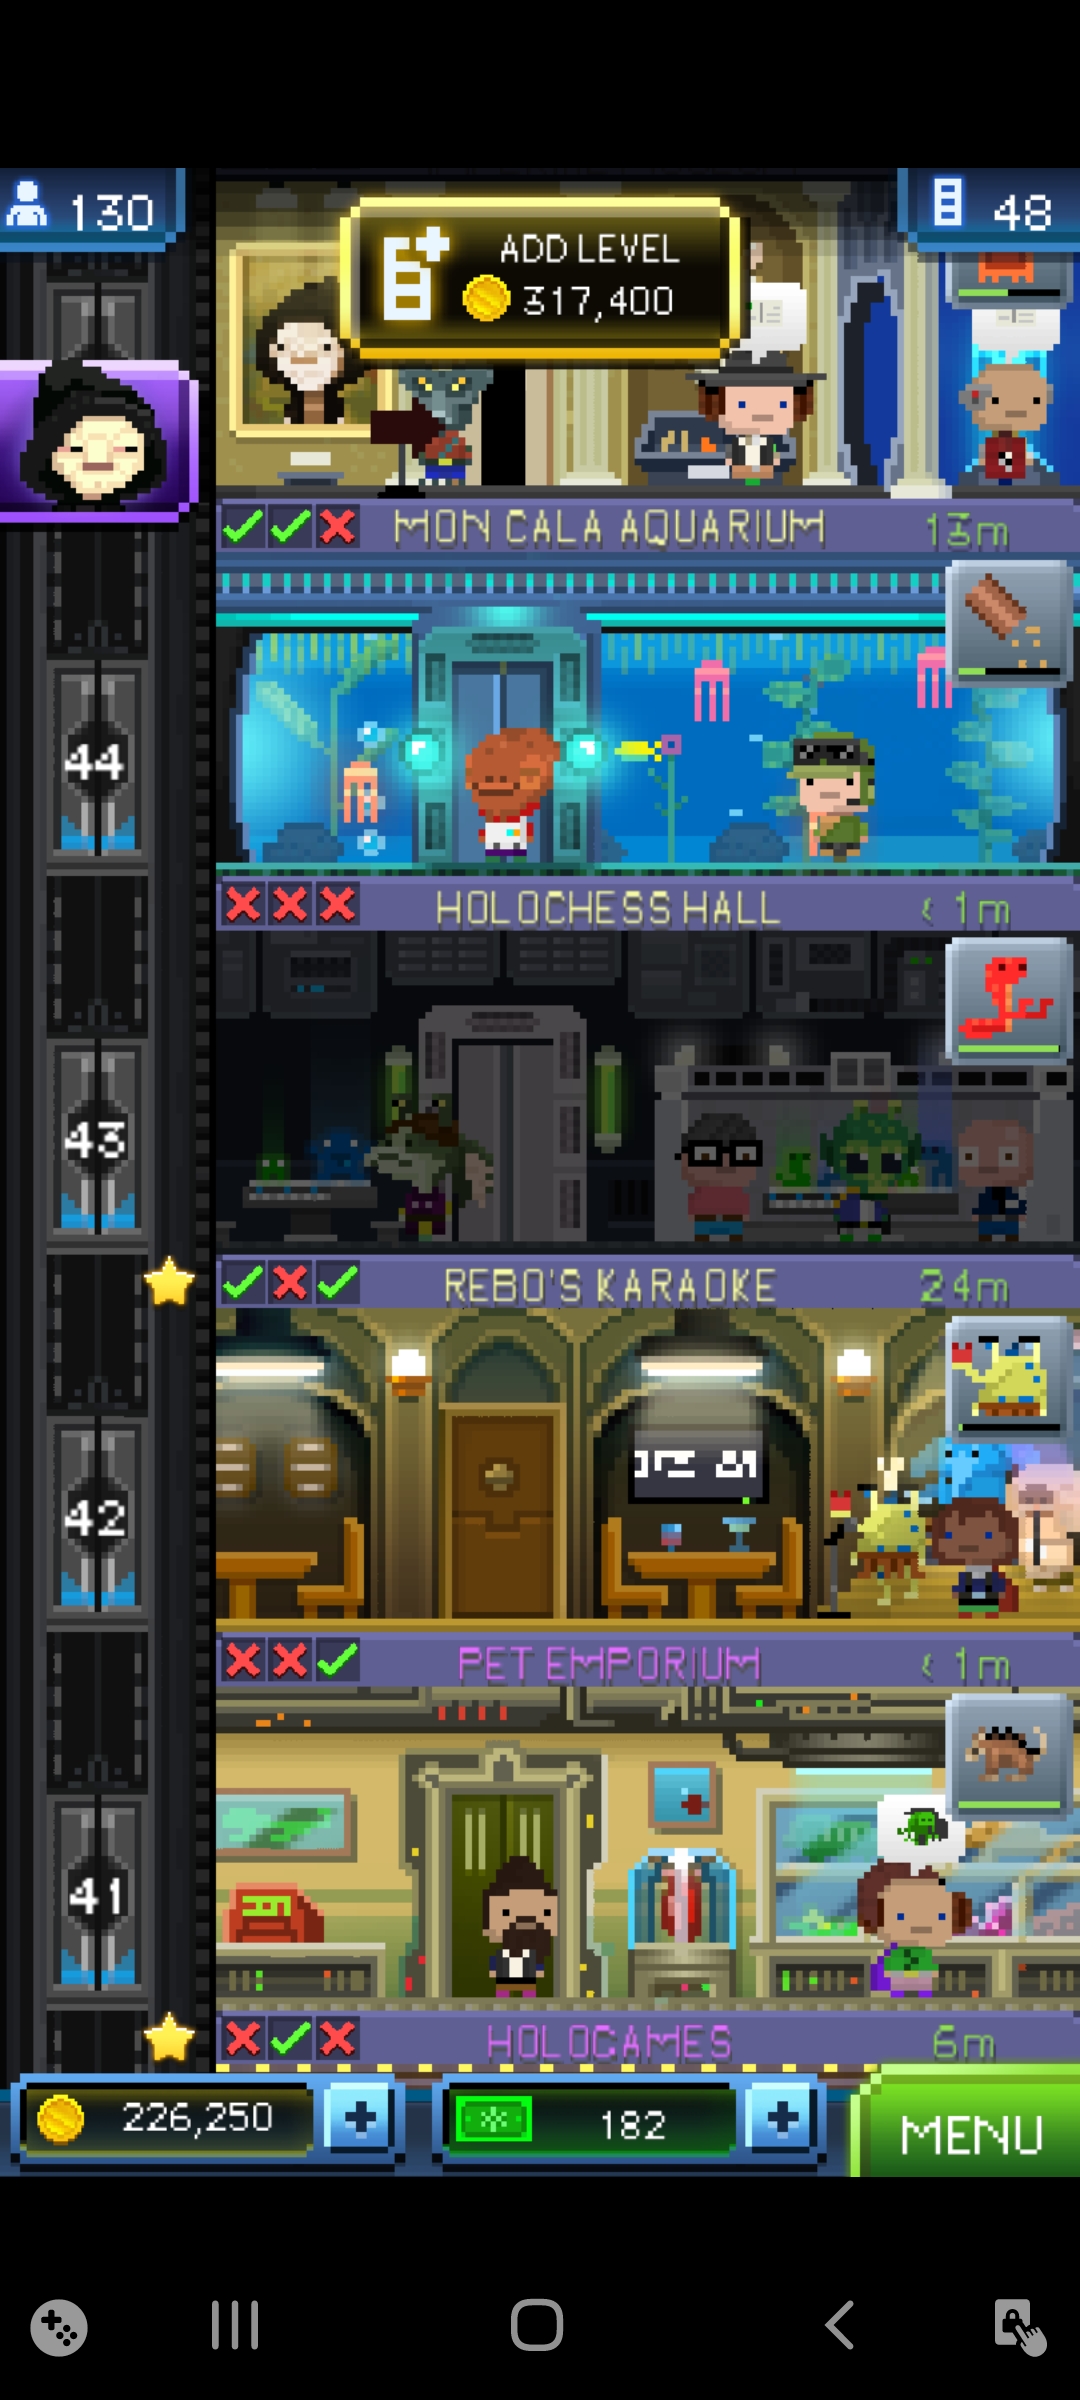 130
48
ADD LEVEL
317,400
MON CALA AQUARIUM 13m
44
HOLOCHESS HALL < 1m
43
REBO'S KARAOKE 24m
42
PET EMPORIUM < 1m
41
HOLOGAMES 6m
226,250 + 182 + MENU